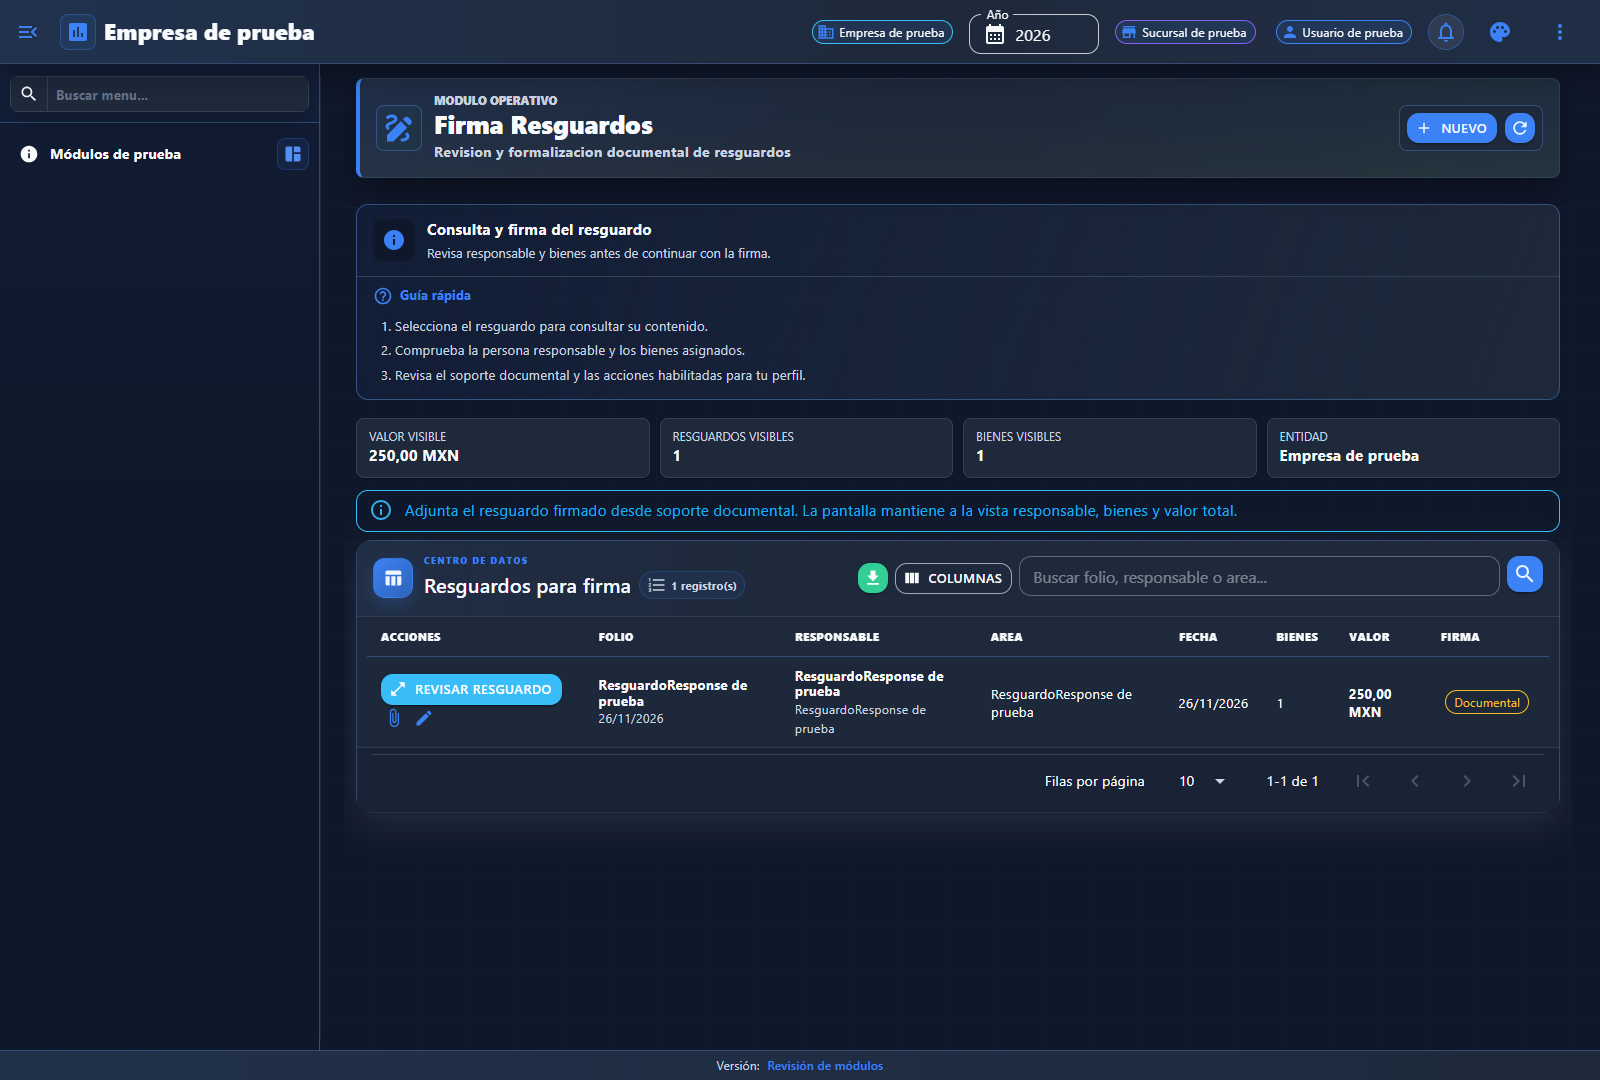 Empresa de prueba
Empresa de prueba
Año
2026
Sucursal de prueba
Usuario de prueba
Buscar menu...
Módulos de prueba
MODULO OPERATIVO
Firma Resguardos
Revision y formalizacion documental de resguardos
NUEVO
Consulta y firma del resguardo
Revisa responsable y bienes antes de continuar con la firma.
Guía rápida
1. Selecciona el resguardo para consultar su contenido.
2. Comprueba la persona responsable y los bienes asignados.
3. Revisa el soporte documental y las acciones habilitadas para tu perfil.
VALOR VISIBLE
250,00 MXN
RESGUARDOS VISIBLES
1
BIENES VISIBLES
1
ENTIDAD
Empresa de prueba
Adjunta el resguardo firmado desde soporte documental. La pantalla mantiene a la vista responsable, bienes y valor total.
CENTRO DE DATOS
Resguardos para firma
1 registro(s)
COLUMNAS
Buscar folio, responsable o area...
ACCIONES FOLIO RESPONSABLE AREA FECHA BIENES VALOR FIRMA
REVISAR RESGUARDO
ResguardoResponse de
prueba
26/11/2026
ResguardoResponse de
prueba
ResguardoResponse de
prueba
ResguardoResponse de
prueba
26/11/2026
1
250,00
MXN
Documental
Filas por página
10
1-1 de 1
Versión: Revisión de módulos